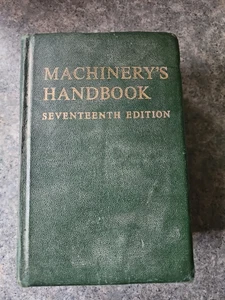 MACHINERY'S
HANDBOOK
SEVENTEENTH EDITION